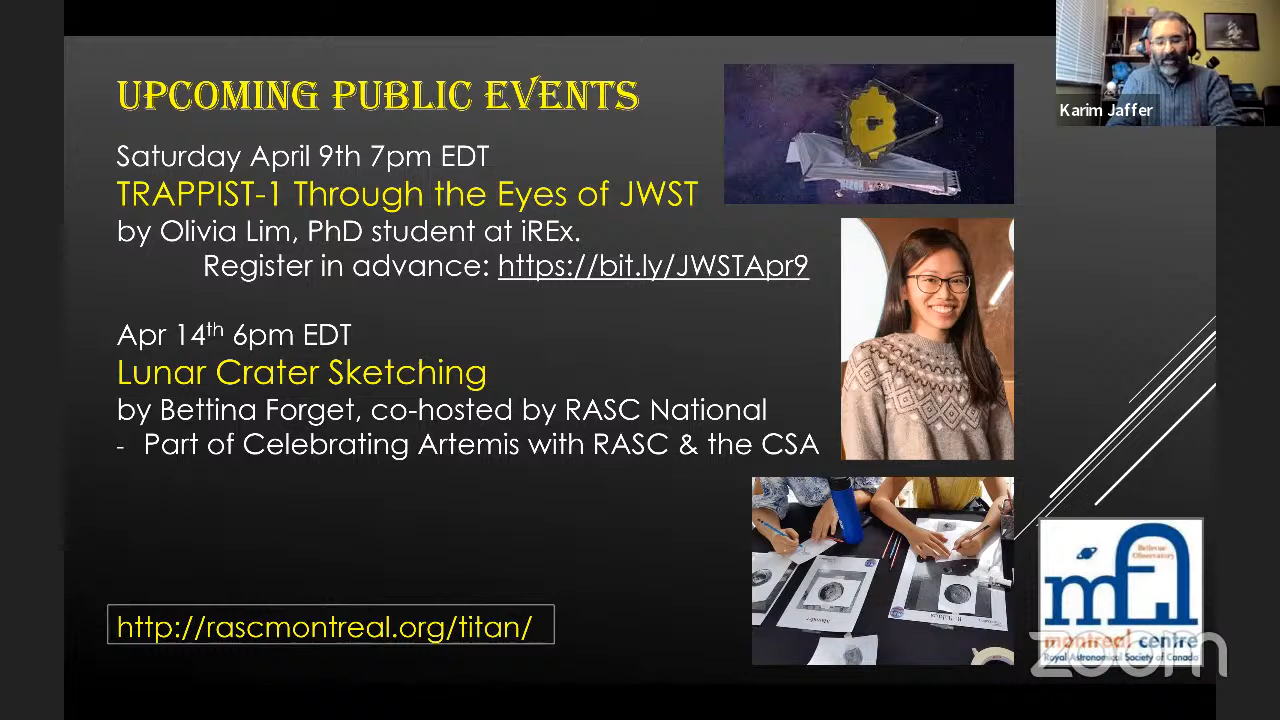 UPCOMING PUBLIC EVENTS
Karim Jaffer
Saturday April 9th 7pm EDT
TRAPPIST-1 Through the Eyes of JWST
by Olivia Lim, PhD student at iREx.
Register in advance: https://bit.ly/JWSTApr9
Apr 14th 6pm EDT
Lunar Crater Sketching
by Bettina Forget, co-hosted by RASC National
- Part of Celebrating Artemis with RASC & the CSA
http://rascmontreal.org/titan/
Bellevue
Observatory
montreal centre
Royal Astronomical Society of Canada
zoom